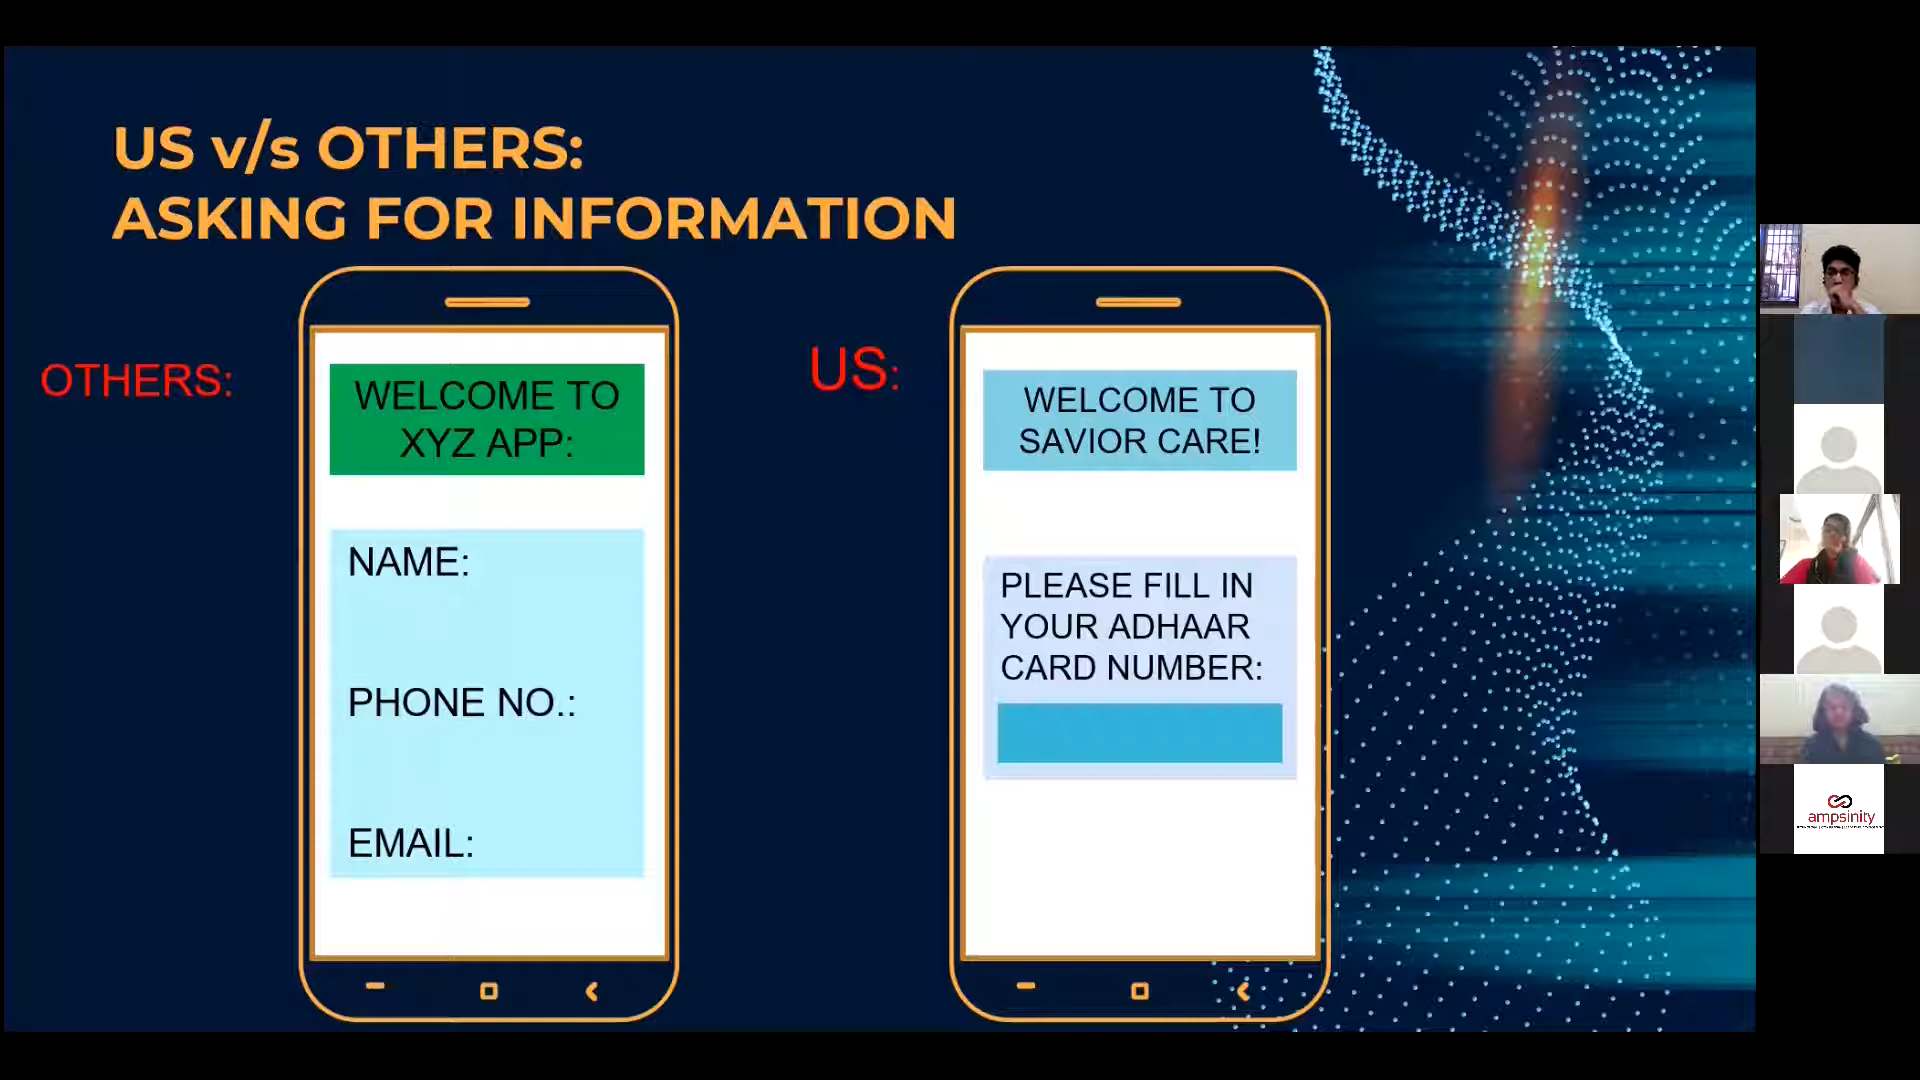 US v/s OTHERS:
ASKING FOR INFORMATION
OTHERS:
WELCOME TO
XYZ APP:
NAME:
PHONE NO.:
EMAIL:
US:
WELCOME TO
SAVIOR CARE!
PLEASE FILL IN
YOUR ADHAAR
CARD NUMBER:
ampsinity